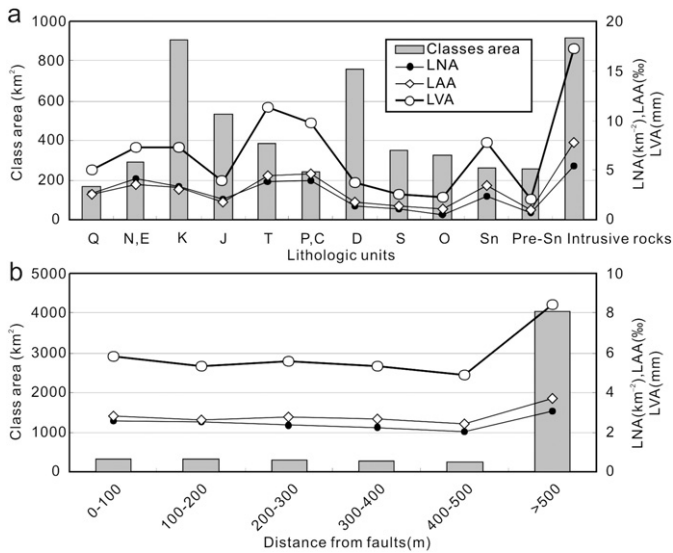 a
1000
800
600
400
200
0
Class area (km²)
20
15
10
5
0
LNA(km⁻²),LAA(‰)
LVA(mm)
Classes area
LNA
LAA
LVA
Q N,E K J T P,C D S O Sn Pre-Sn Intrusive rocks
Lithologic units
b
5000
4000
3000
2000
1000
0
Class area (km²)
10
8
6
4
2
0
LNA(km⁻²),LAA(‰)
LVA(mm)
0-100 100-200 200-300 300-400 400-500 >500
Distance from faults(m)